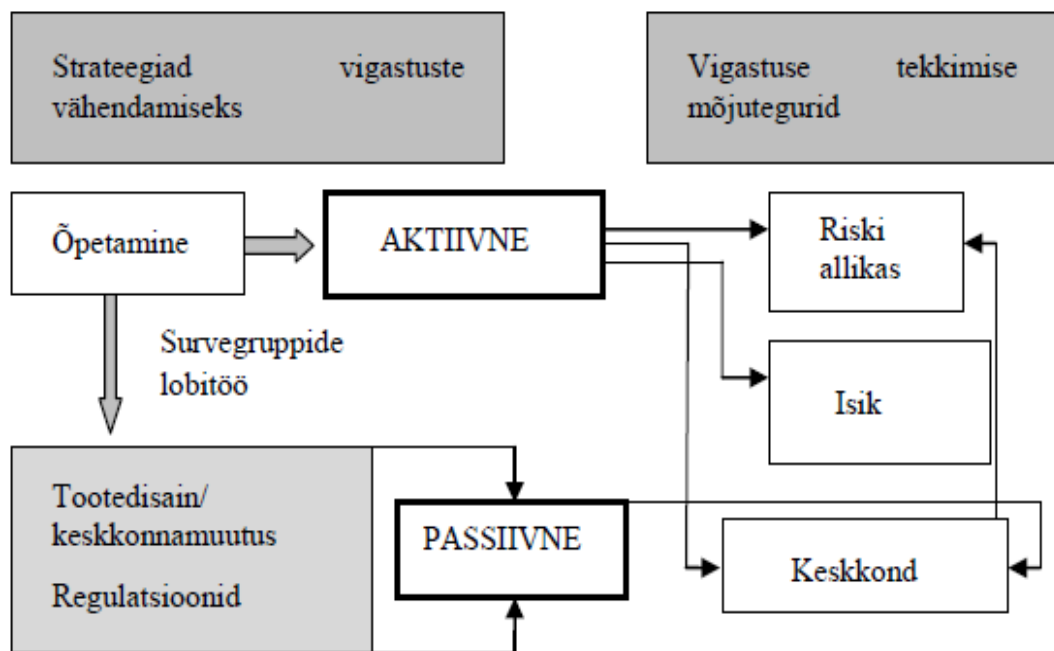 Strateegiad vigastuste
vähendamiseks
Vigastuse tekkimise
mõjutegurid
Õpetamine
AKTIIVNE
Riski
allikas
Survegruppide
lobitöö
Isik
Tootedisain/
keskkonnamuutus
Regulatsioonid
PASSIIVNE
Keskkond